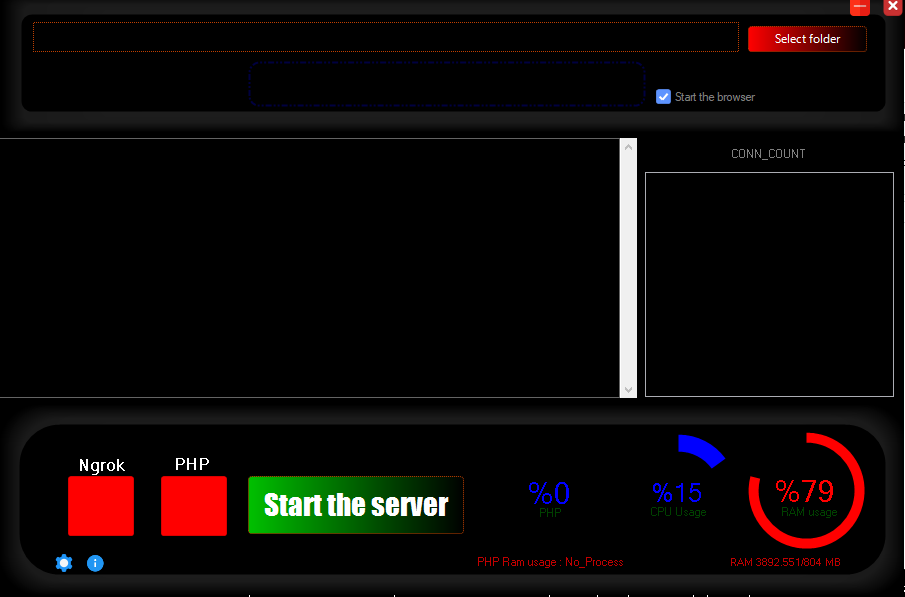 Select folder
Start the browser
CONN_COUNT
Ngrok
PHP
Start the server
%0
PHP
%15
CPU Usage
%79
RAM usage
PHP Ram usage : No_Process
RAM 3892.551/804 MB